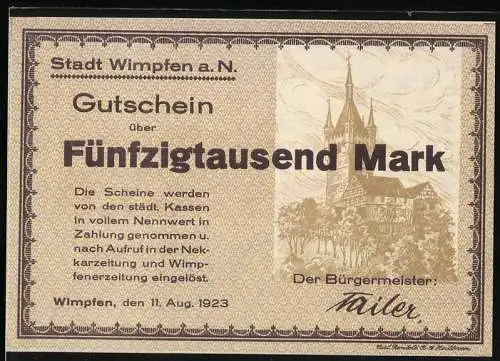 Stadt Wimpfen a.N.
Gutschein
über
Fünfzigtausend Mark
Die Scheine werden
von den städt. Kassen
in vollem Nennwert in
Zahlung genommen u.
nach Aufruf in der Nek-
karzeitung und Wimp-
fenerzeitung eingelöst.
Der Bürgermeister:
Wimpfen, den 11. Aug. 1923
Tailer.